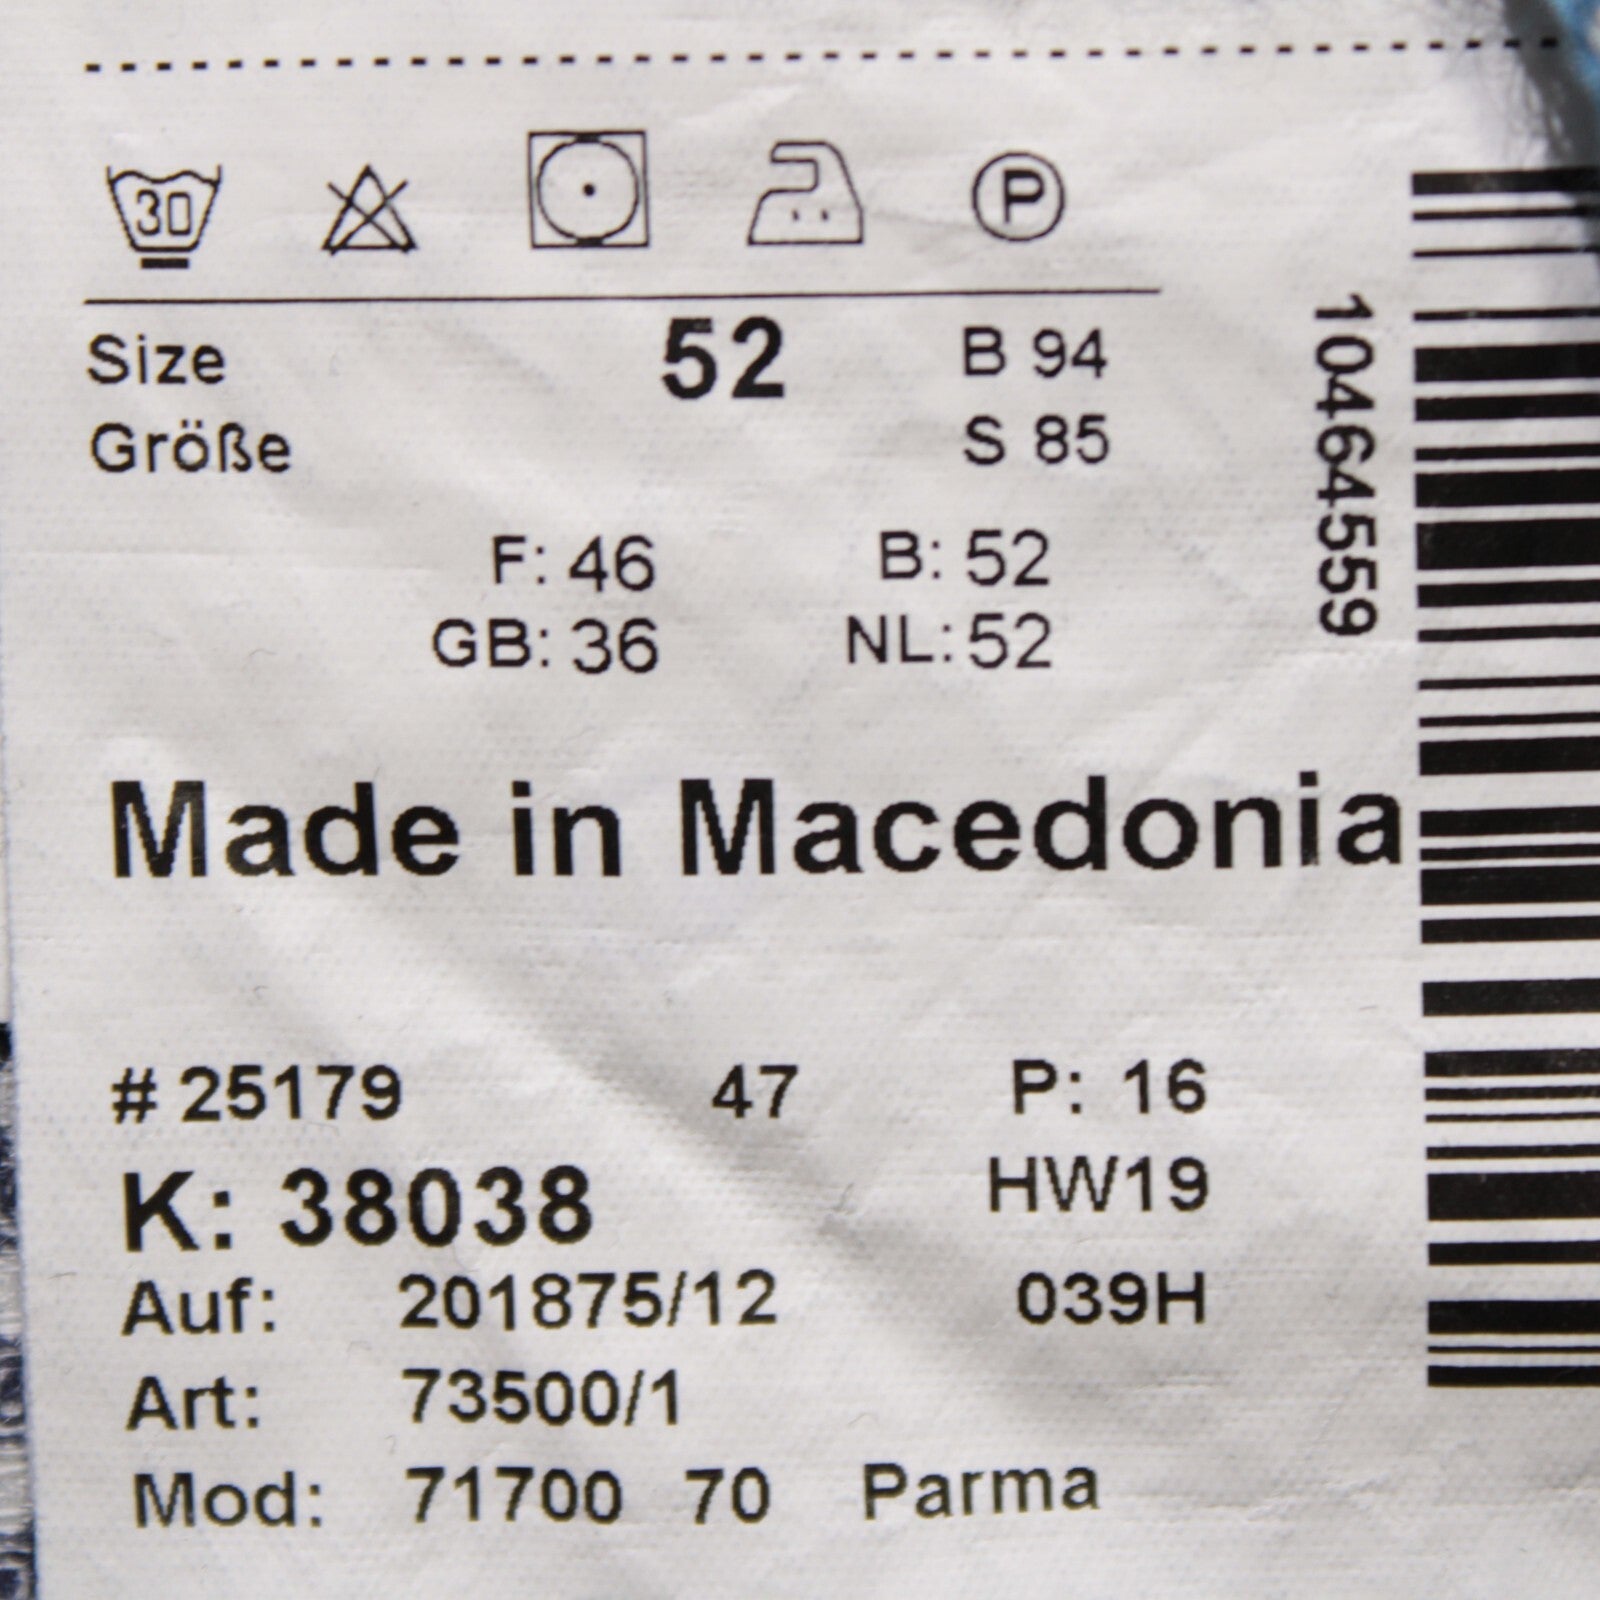 30
P
Size 52 B 94
Größe S 85
F: 46 B: 52
GB: 36 NL: 52
Made in Macedonia
# 25179 47 P: 16
K: 38038 HW19
Auf: 201875/12 039H
Art: 73500/1
Mod: 71700 70 Parma
10464559